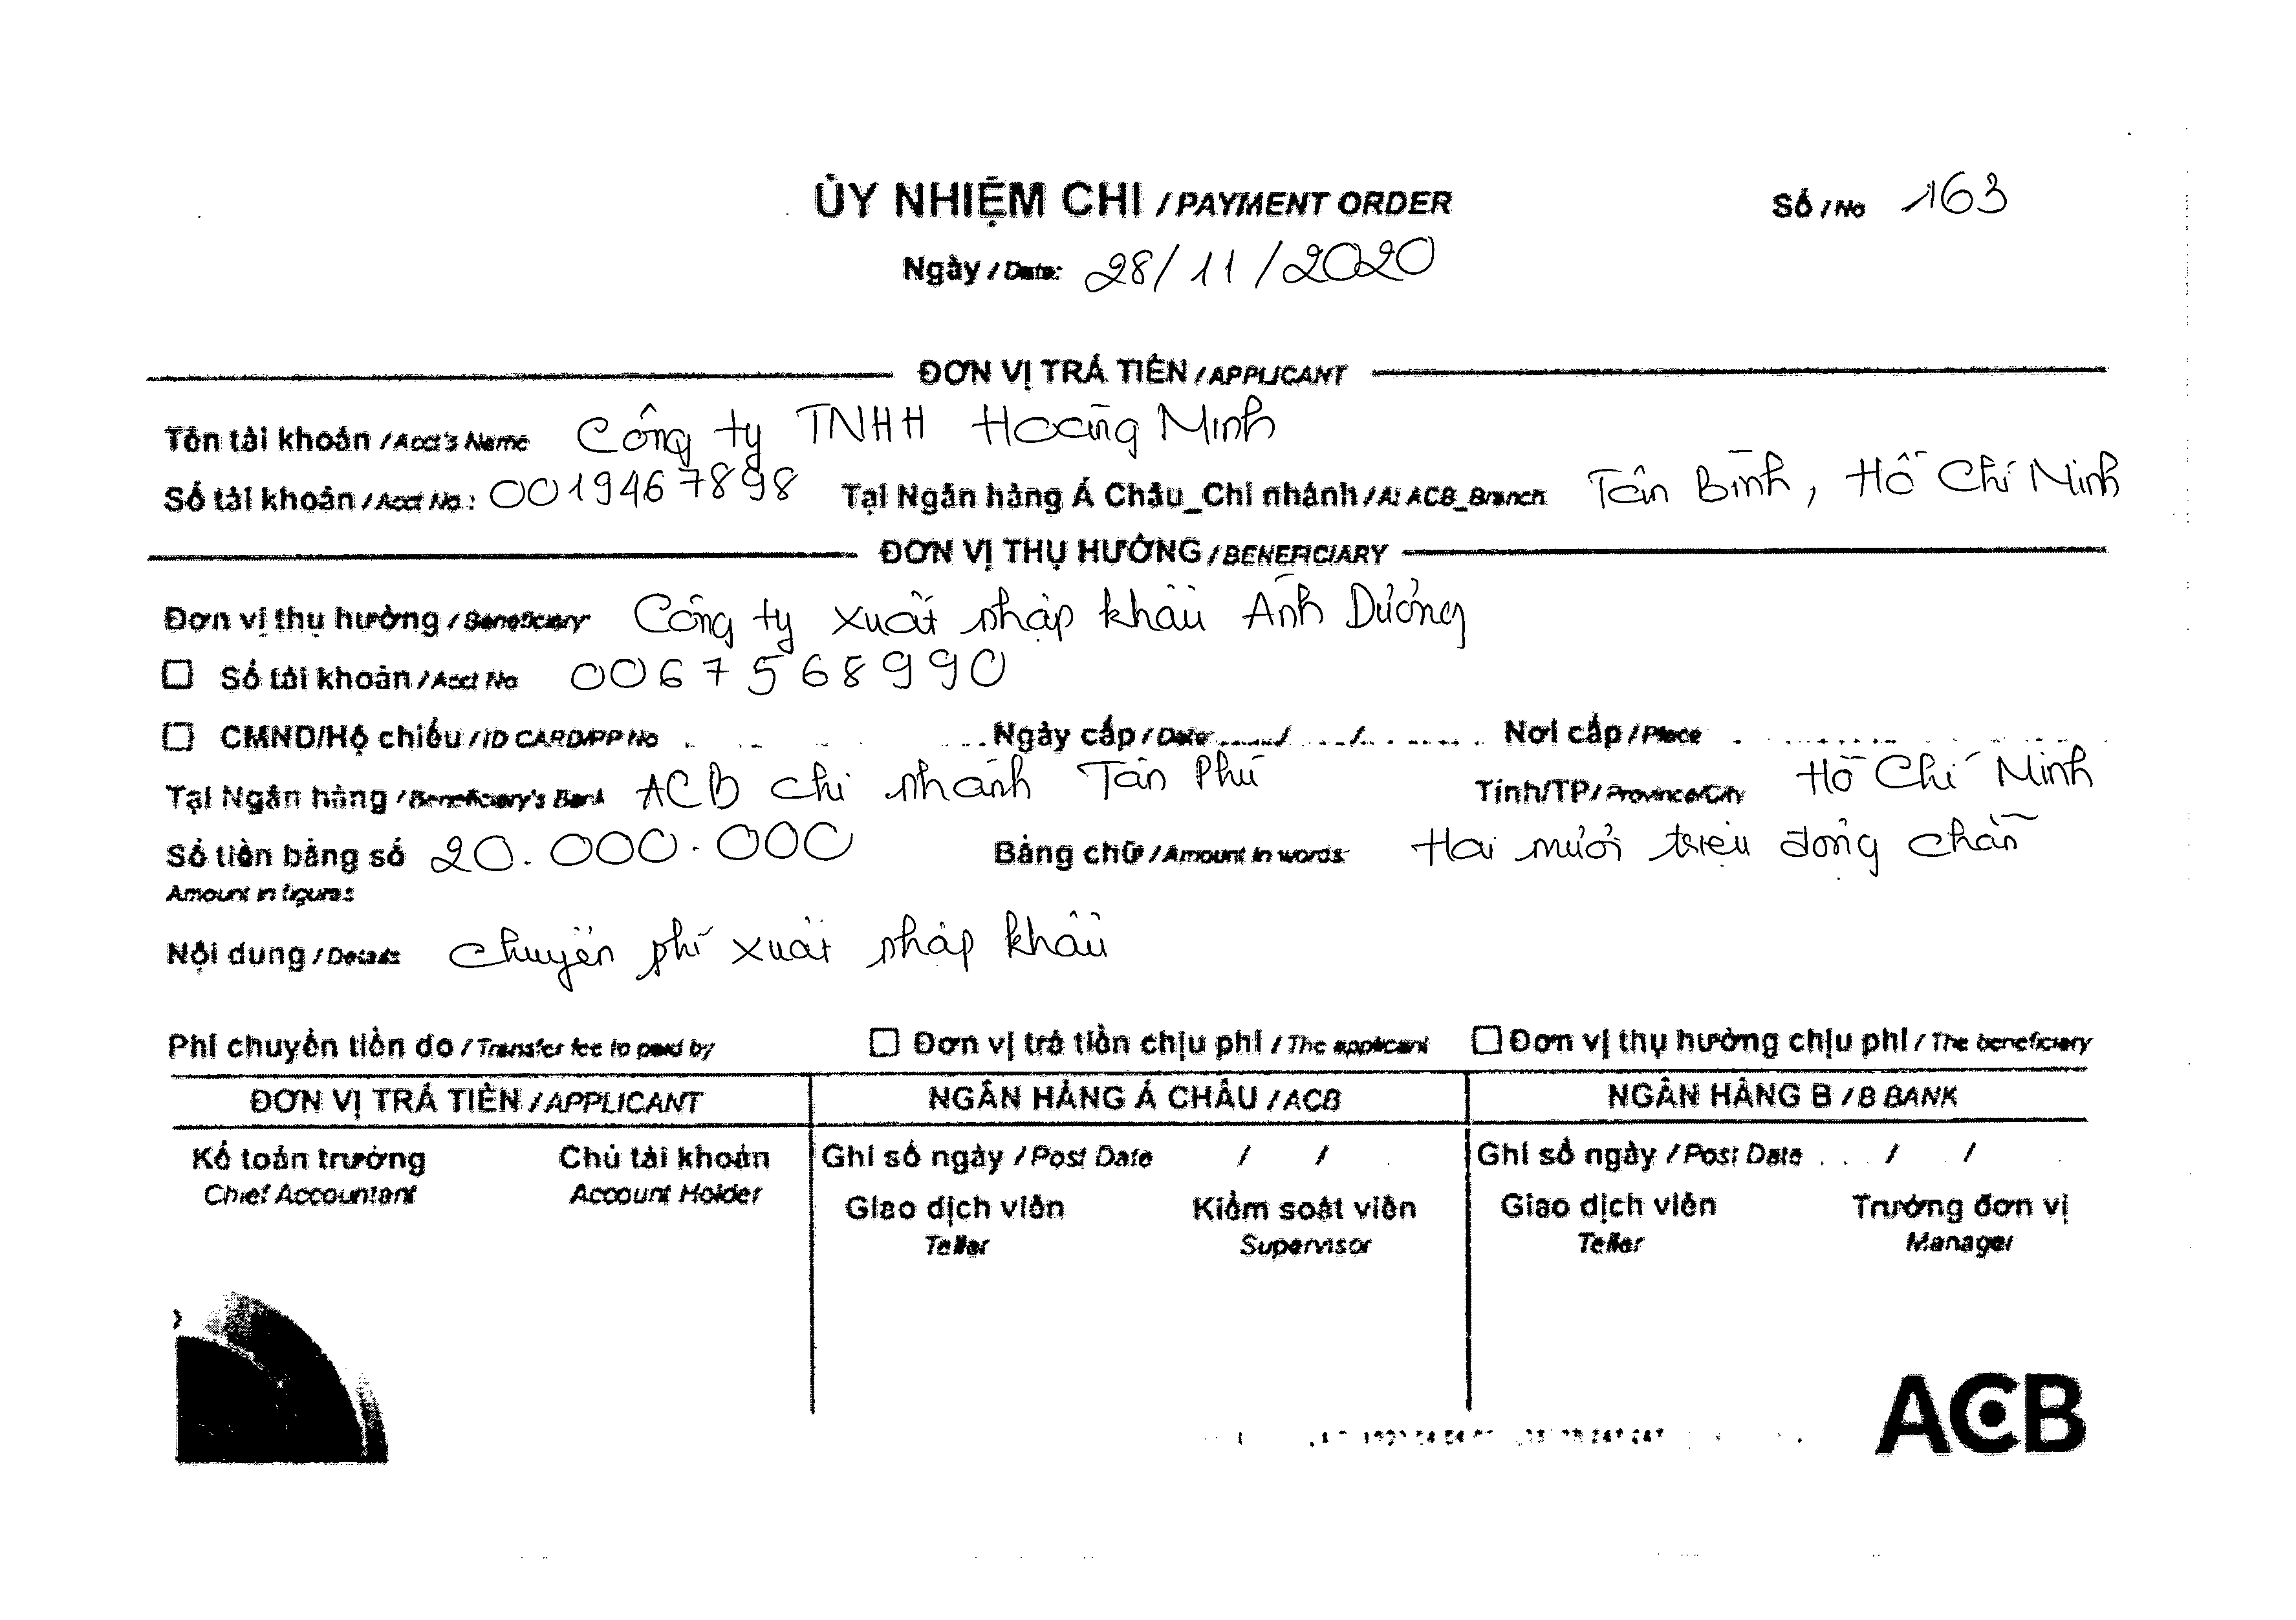 ỦY NHIỆM CHI / PAYMENT ORDER Số / No 163
Ngày / Date: 28/11/2020
ĐƠN VỊ TRẢ TIỀN / APPLICANT
Tên tài khoản / Acct's Name Công ty TNHH Hoàng Minh
Số tài khoản / Acct No.: 0019467898 Tại Ngân hàng Á Châu_Chi nhánh / At ACB_Branch Tân Bình, Hồ Chí Minh
ĐƠN VỊ THỤ HƯỞNG / BENEFICIARY
Đơn vị thụ hưởng / Beneficiary Công ty xuất nhập khẩu Ánh Dương
☐ Số tài khoản / Acct No 0067568990
☐ CMND/Hộ chiếu / ID CARD/PP No Ngày cấp / Date / / Nơi cấp / Place
Tại Ngân hàng / Beneficiary's Bank ACB chi nhánh Tân Phú Tỉnh/TP / Province/City Hồ Chí Minh
Số tiền bằng số 20.000.000 Bằng chữ / Amount in words Hai mươi triệu đồng chẵn
Amount in figures
Nội dung / Details chuyển phí xuất nhập khẩu
Phí chuyển tiền do / Transfer fee to paid by ☐ Đơn vị trả tiền chịu phí / The applicant ☐ Đơn vị thụ hưởng chịu phí / The beneficiary
ĐƠN VỊ TRẢ TIỀN / APPLICANT NGÂN HÀNG Á CHÂU / ACB NGÂN HÀNG B / B BANK
Kế toán trưởng Chủ tài khoản Ghi sổ ngày / Post Date / / Ghi sổ ngày / Post Date / /
Chief Accountant Account Holder Giao dịch viên Kiểm soát viên Giao dịch viên Trưởng đơn vị
Teller Supervisor Teller Manager
ACB